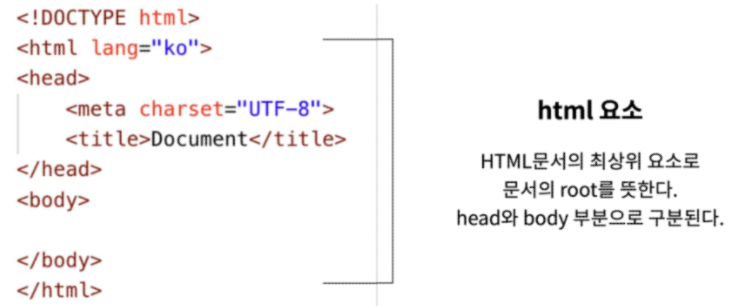 <!DOCTYPE html>
<html lang="ko">
<head>
    <meta charset="UTF-8">
    <title>Document</title>
</head>
<body>
</body>
</html>
html 요소
HTML문서의 최상위 요소로
문서의 root를 뜻한다.
head와 body 부분으로 구분된다.